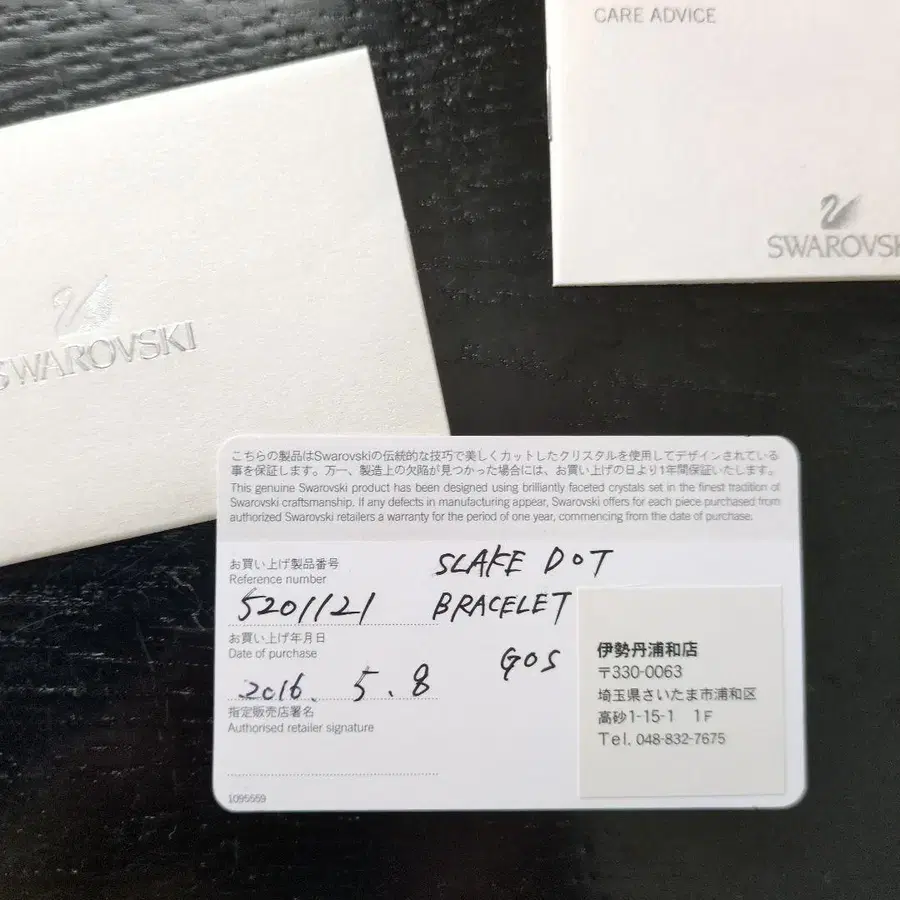 CARE ADVICE
SWAROVSK
SWAROVSKI
こちらの製品はSwarovskiの伝統的な技巧で美しくカットしたクリスタルを使用してデザインされている
事を保証します。万一、製造上の欠陥が見つかった場合には、お買い上げの日より1年間保証いたします。
This genuine Swarovski product has been designed using brilliantly faceted crystals set in the finest tradition of
Swarovski craftsmanship. If any defects in manufacturing appear, Swarovski offers for each piece purchased from
authorized Swarovski retailers a warranty for the period of one year, commencing from the date of purchase.
お買い上げ製品番号
Reference number
5201121
SLAKE DOT
BRACELET
GOS
お買い上げ年月日
Date of purchase
2016. 5. 8
指定販売店署名
Authorised retailer signature
1095559
伊勢丹浦和店
〒330-0063
埼玉県さいたま市浦和区
高砂1-15-1 1F
Tel. 048-832-7675